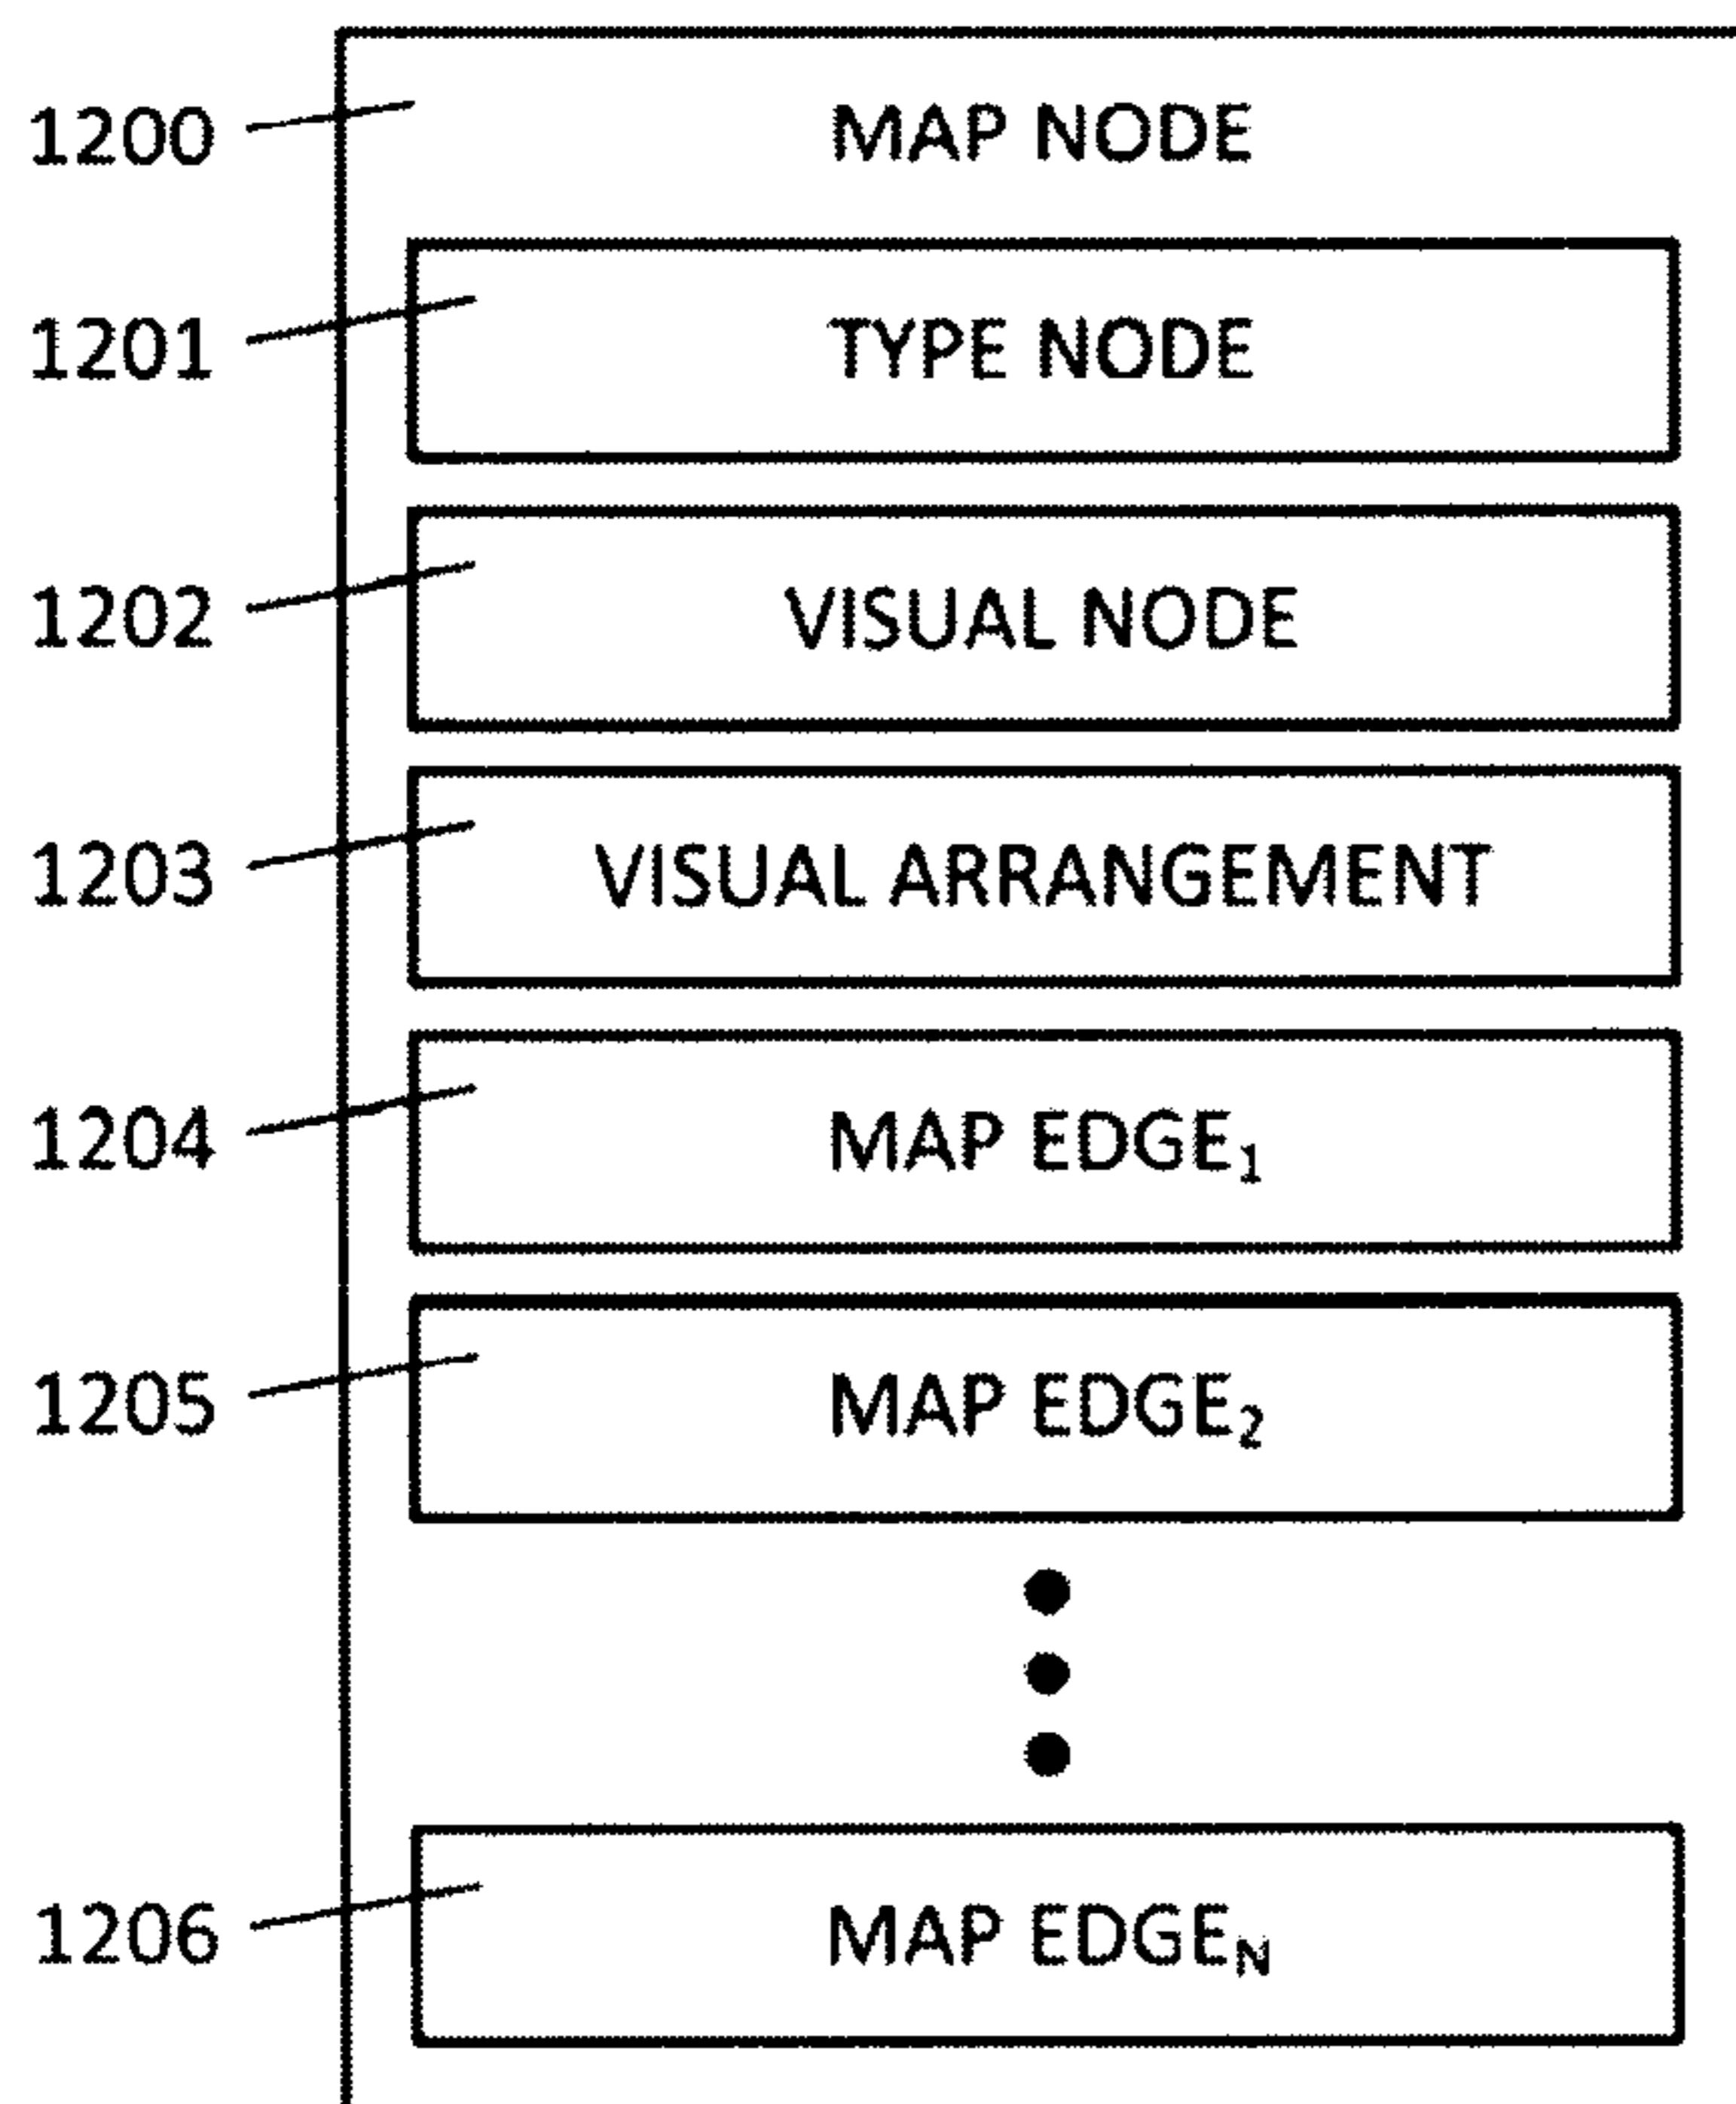 1200 MAP NODE
1201 TYPE NODE
1202 VISUAL NODE
1203 VISUAL ARRANGEMENT
1204 MAP EDGE₁
1205 MAP EDGE₂
1206 MAP EDGE_N